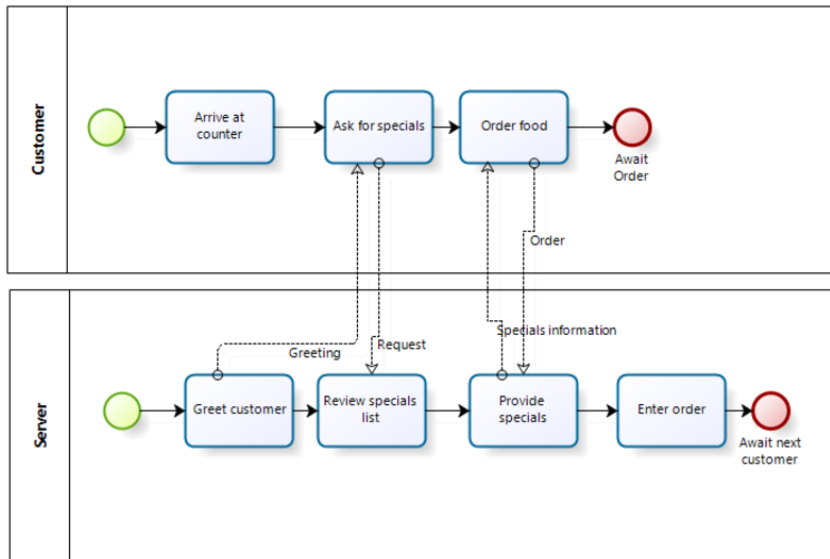 Customer
Arrive at
counter
Ask for specials
Order food
Await
Order
Order
Specials information
Greeting
Request
Server
Greet customer
Review specials
list
Provide
specials
Enter order
Await next
customer